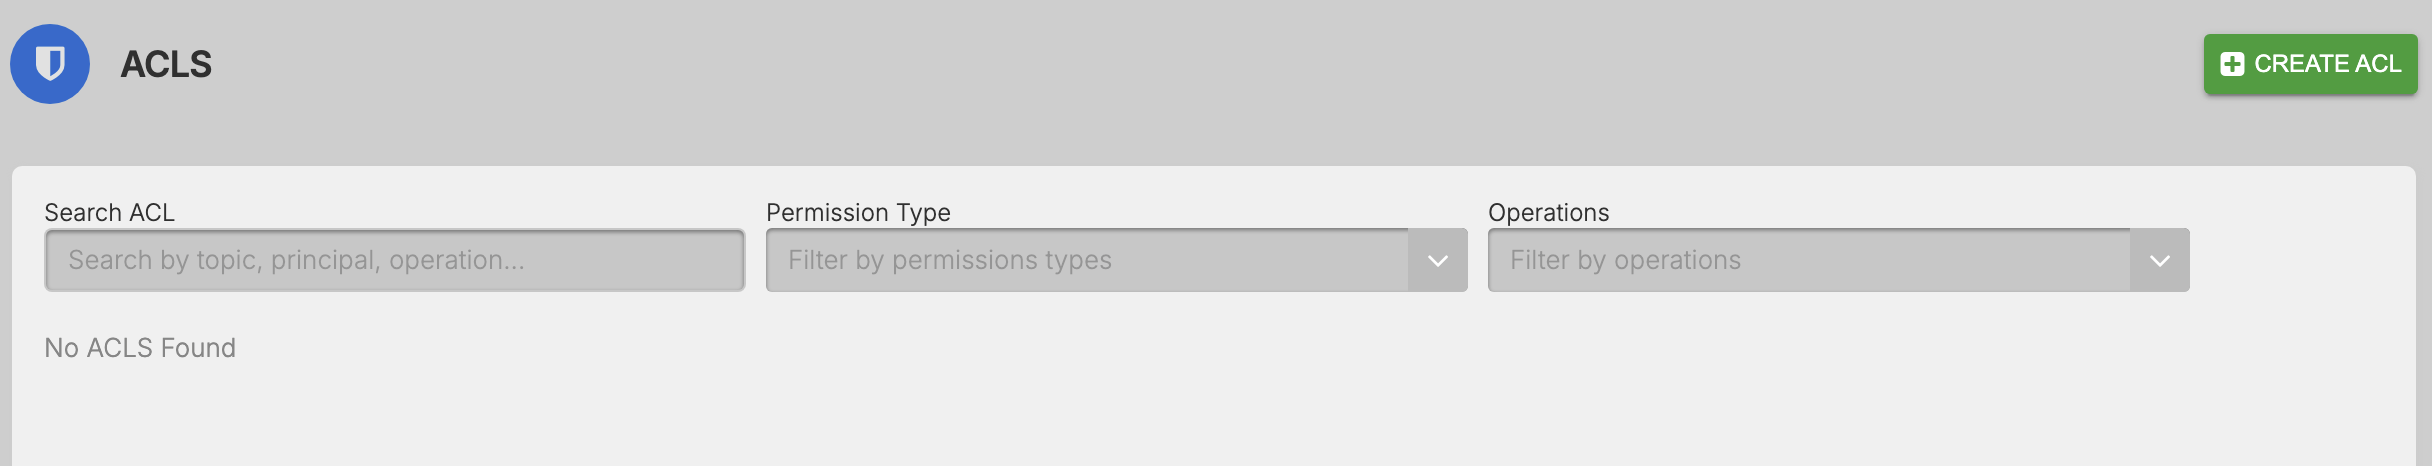 ACLS
CREATE ACL
Search ACL
Permission Type
Operations
Search by topic, principal, operation...
Filter by permissions types
Filter by operations
No ACLS Found